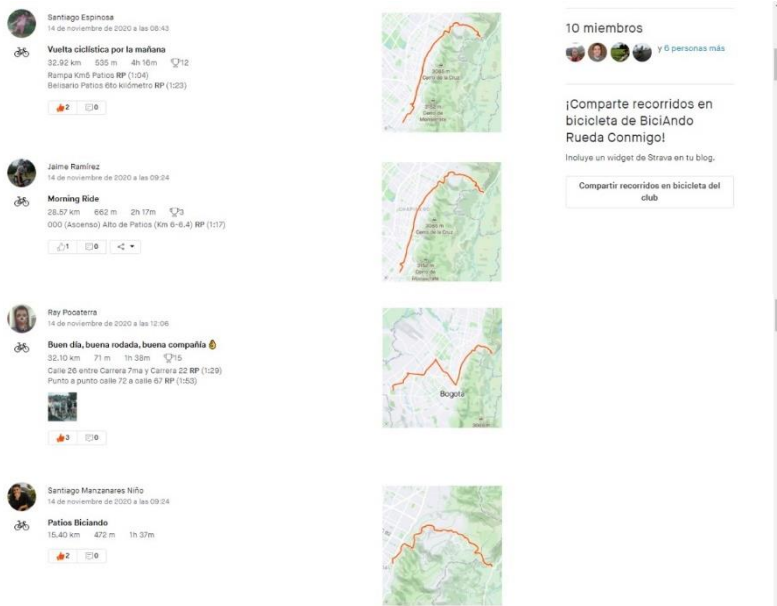 Santiago Espinosa
14 de noviembre de 2020 a las 08:43
Vuelta ciclística por la mañana
32,92 km 535 m 4h 16m 12
Rampa Km5 Patios RP (1:04)
Belisario Patios 6to kilómetro RP (1:23)
2 0
Jaime Ramírez
14 de noviembre de 2020 a las 09:24
Morning Ride
28,57 km 662 m 2h 17m 3
000 (Ascenso) Alto de Patios (Km 6-6.4) RP (1:17)
1 0
Ray Pocaterra
14 de noviembre de 2020 a las 12:06
Buen día, buena rodada, buena compañía
32,10 km 71 m 1h 38m 15
Calle 26 entre Carrera 7ma y Carrera 22 RP (1:29)
Punto a punto calle 72 a calle 67 RP (1:53)
Bogota
3 0
Santiago Manzanares Niño
14 de noviembre de 2020 a las 09:24
Patios Biciando
15,40 km 472 m 1h 37m
2 0
10 miembros
y 6 personas más
¡Comparte recorridos en
bicicleta de BiciAndo
Rueda Conmigo!
Incluye un widget de Strava en tu blog.
Compartir recorridos en bicicleta del
club